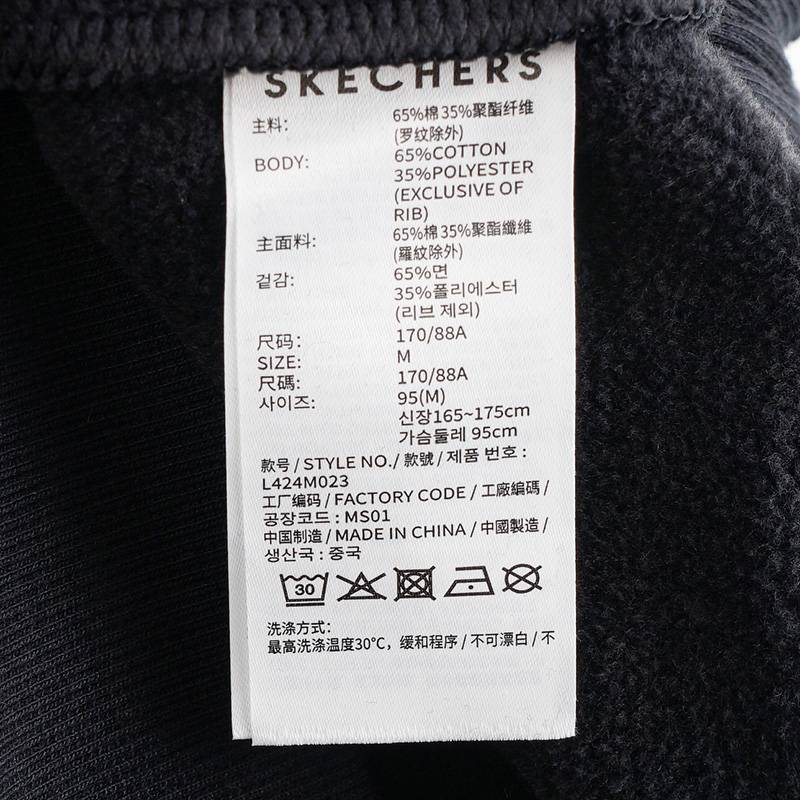 SKECHERS
主料: 65%棉35%聚酯纤维
(罗纹除外)
BODY: 65%COTTON
35%POLYESTER
(EXCLUSIVE OF
RIB)
主面料: 65%棉35%聚酯纖維
(羅紋除外)
겉감: 65%면
35%폴리에스터
(리브 제외)
尺码: 170/88A
SIZE: M
尺碼: 170/88A
사이즈: 95(M)
신장165~175cm
가슴둘레 95cm
款号 / STYLE NO./ 款號 / 제품 번호 :
L424M023
工厂编码 / FACTORY CODE / 工廠編碼 /
공장코드 : MS01
中国制造 / MADE IN CHINA / 中國製造 /
생산국 : 중국
30
洗涤方式:
最高洗涤温度30℃，缓和程序 / 不可漂白 / 不